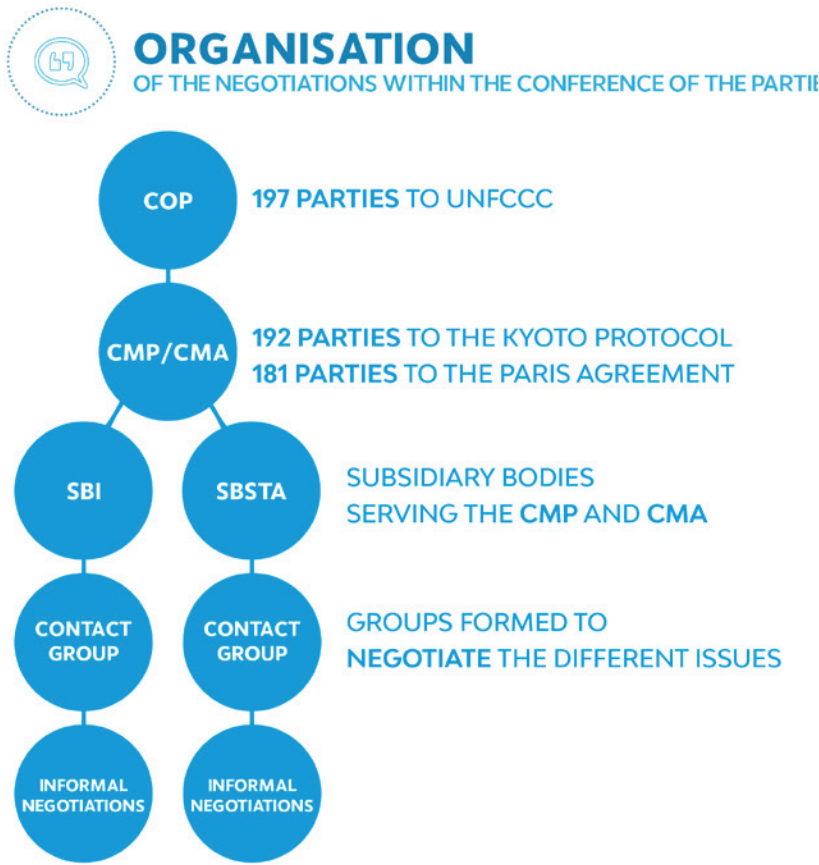 ORGANISATION
OF THE NEGOTIATIONS WITHIN THE CONFERENCE OF THE PARTIE
COP
197 PARTIES TO UNFCCC
CMP/CMA
192 PARTIES TO THE KYOTO PROTOCOL
181 PARTIES TO THE PARIS AGREEMENT
SBI
SBSTA
SUBSIDIARY BODIES
SERVING THE CMP AND CMA
CONTACT
GROUP
CONTACT
GROUP
GROUPS FORMED TO
NEGOTIATE THE DIFFERENT ISSUES
INFORMAL
NEGOTIATIONS
INFORMAL
NEGOTIATIONS